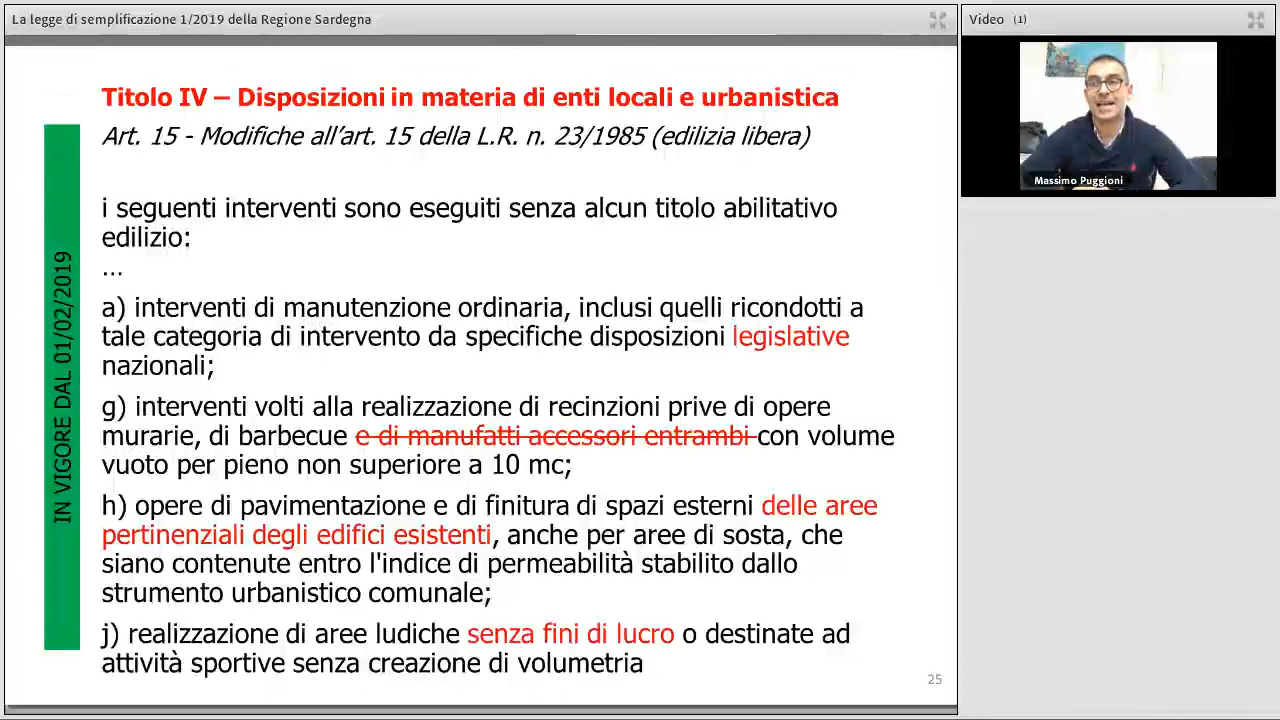 La legge di semplificazione 1/2019 della Regione Sardegna
Video (1)
Massimo Puggioni
Titolo IV – Disposizioni in materia di enti locali e urbanistica
Art. 15 - Modifiche all'art. 15 della L.R. n. 23/1985 (edilizia libera)
IN VIGORE DAL 01/02/2019
i seguenti interventi sono eseguiti senza alcun titolo abilitativo
edilizio:
…
a) interventi di manutenzione ordinaria, inclusi quelli ricondotti a
tale categoria di intervento da specifiche disposizioni legislative
nazionali;
g) interventi volti alla realizzazione di recinzioni prive di opere
murarie, di barbecue e di manufatti accessori entrambi con volume
vuoto per pieno non superiore a 10 mc;
h) opere di pavimentazione e di finitura di spazi esterni delle aree
pertinenziali degli edifici esistenti, anche per aree di sosta, che
siano contenute entro l'indice di permeabilità stabilito dallo
strumento urbanistico comunale;
j) realizzazione di aree ludiche senza fini di lucro o destinate ad
attività sportive senza creazione di volumetria
25